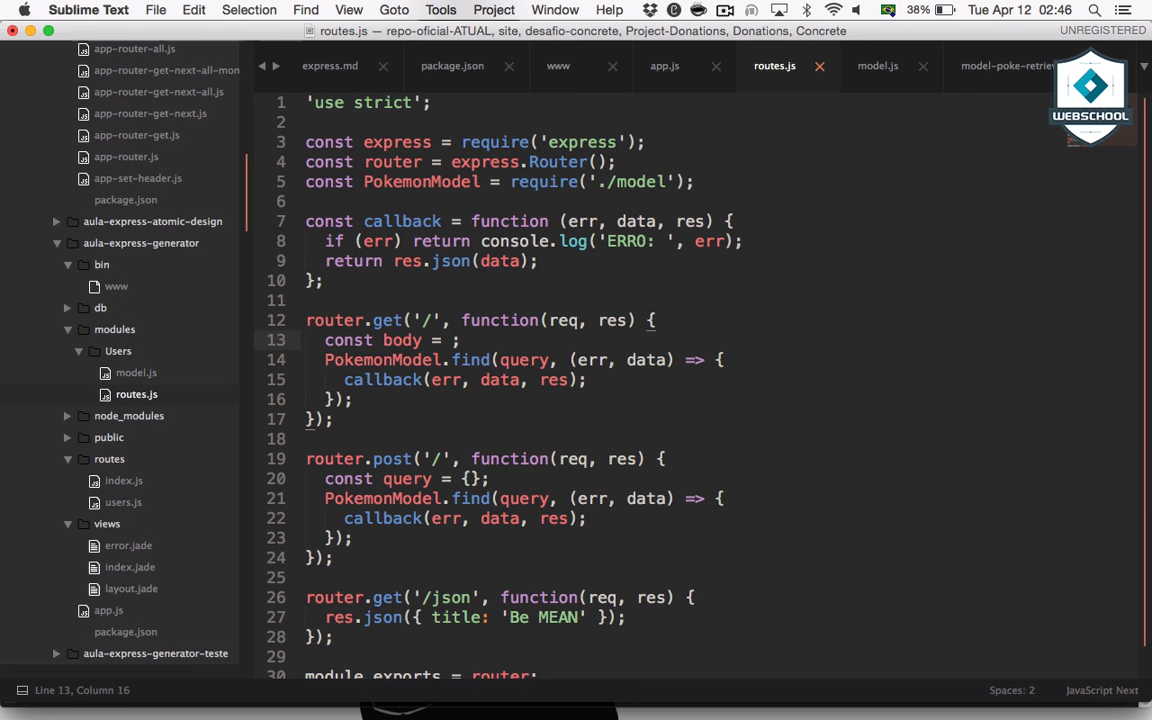 Sublime Text File Edit Selection Find View Goto Tools Project Window Help 38% Tue Apr 12 02:46
routes.js — repo-oficial-ATUAL, site, desafio-concrete, Project-Donations, Donations, Concrete UNREGISTERED
app-router-all.js
app-router-get-next-all-mon
app-router-get-next-all.js
app-router-get-next.js
app-router-get.js
app-router.js
app-set-header.js
package.json
aula-express-atomic-design
aula-express-generator
bin
www
db
modules
Users
model.js
routes.js
node_modules
public
routes
index.js
users.js
views
error.jade
index.jade
layout.jade
app.js
package.json
aula-express-generator-teste
express.md package.json www app.js routes.js model.js model-poke-retrie
WEBSCHOOL
1 'use strict';
2
3 const express = require('express');
4 const router = express.Router();
5 const PokemonModel = require('./model');
6
7 const callback = function (err, data, res) {
8 if (err) return console.log('ERRO: ', err);
9 return res.json(data);
10 };
11
12 router.get('/', function(req, res) {
13 const body = ;
14 PokemonModel.find(query, (err, data) => {
15 callback(err, data, res);
16 });
17 });
18
19 router.post('/', function(req, res) {
20 const query = {};
21 PokemonModel.find(query, (err, data) => {
22 callback(err, data, res);
23 });
24 });
25
26 router.get('/json', function(req, res) {
27 res.json({ title: 'Be MEAN' });
28 });
29
30 module.exports = router;
Line 13, Column 16 Spaces: 2 JavaScript Next